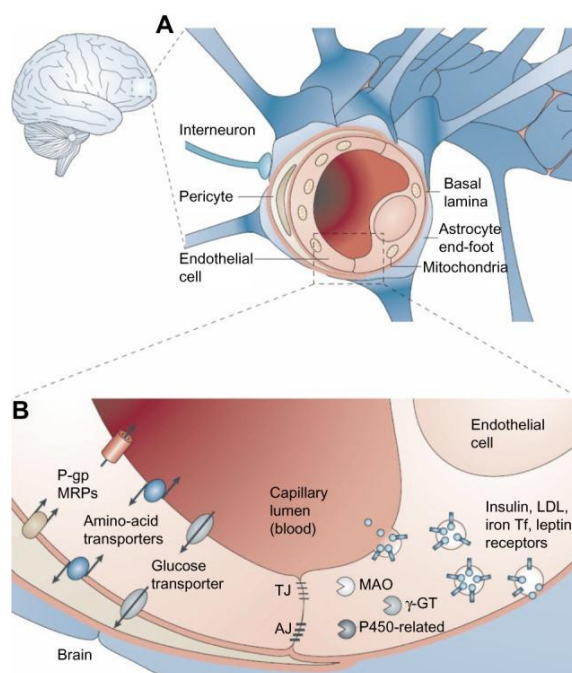 A
Interneuron
Pericyte
Endothelial
cell
Basal
lamina
Astrocyte
end-foot
Mitochondria
B
P-gp
MRPs
Amino-acid
transporters
Glucose
transporter
Capillary
lumen
(blood)
Endothelial
cell
Insulin, LDL,
iron Tf, leptin
receptors
TJ
AJ
MAO
γ-GT
P450-related
Brain